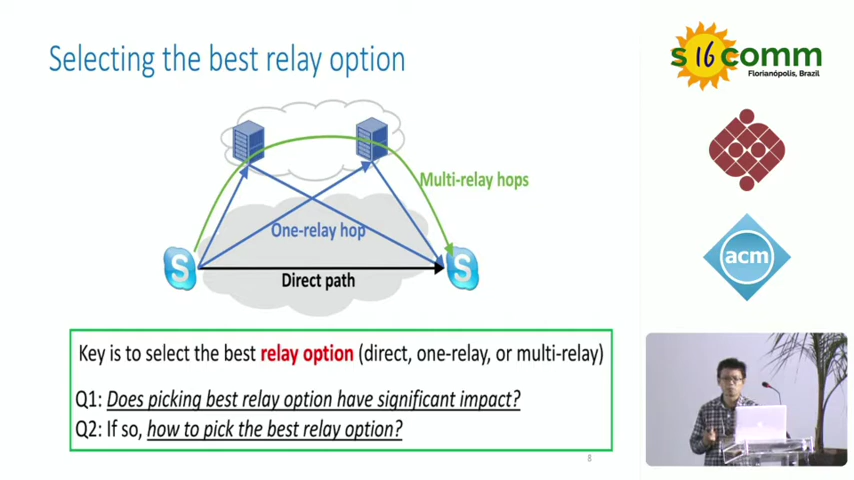 Selecting the best relay option
s16comm
Florianópolis, Brazil
Multi-relay hops
One-relay hop
S
S
Direct path
acm
Key is to select the best relay option (direct, one-relay, or multi-relay)
Q1: Does picking best relay option have significant impact?
Q2: If so, how to pick the best relay option?
8